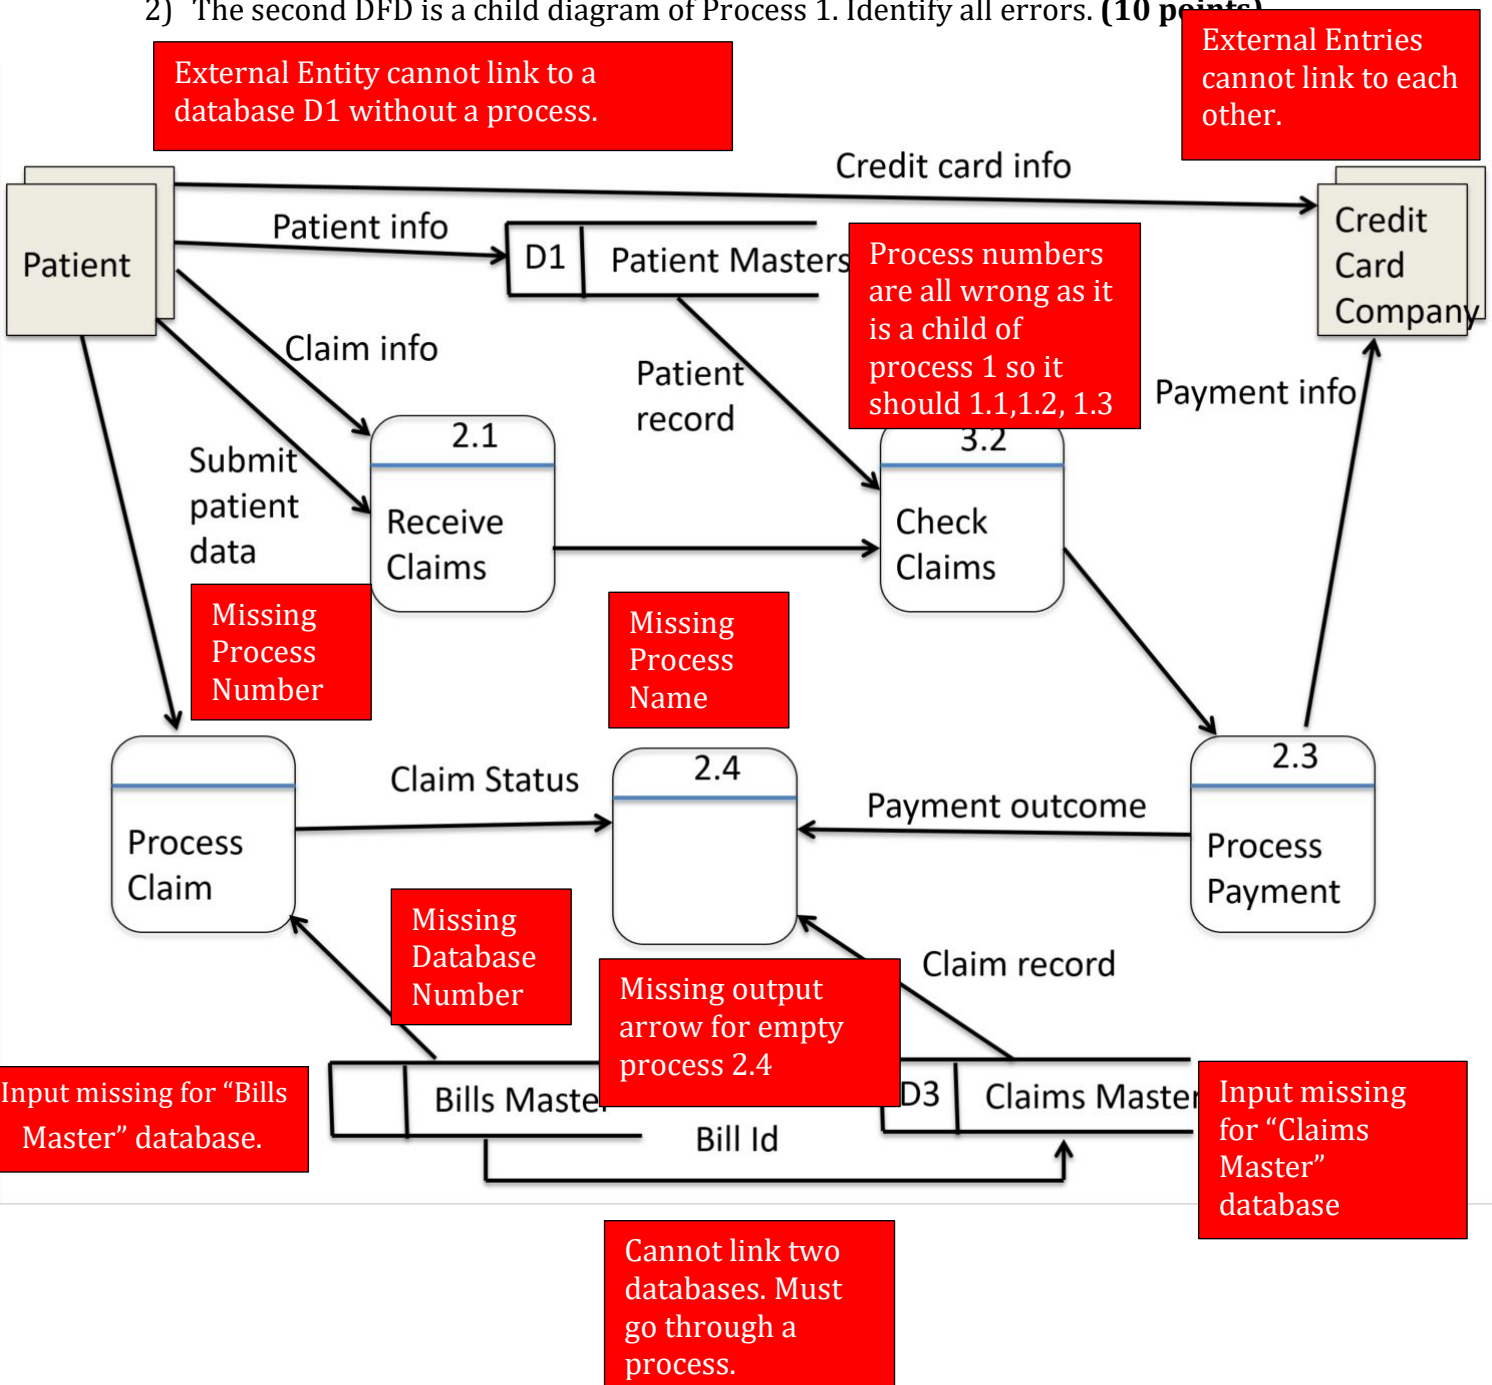 2) The second DFD is a child diagram of Process 1. Identify all errors. (10 points)
External Entity cannot link to a
database D1 without a process.
External Entries
cannot link to each
other.
Credit card info
Patient info
Patient
D1 Patient Masters
Process numbers
are all wrong as it
is a child of
process 1 so it
should 1.1,1.2, 1.3
Credit
Card
Company
Claim info
Patient
record
Payment info
Submit
patient
data
2.1
Receive
Claims
3.2
Check
Claims
Missing
Process
Number
Missing
Process
Name
Process
Claim
Claim Status
2.4
Payment outcome
2.3
Process
Payment
Missing
Database
Number
Missing output
arrow for empty
process 2.4
Claim record
Input missing for “Bills
Master” database.
Bills Master
D3 Claims Master
Input missing
for “Claims
Master”
database
Bill Id
Cannot link two
databases. Must
go through a
process.